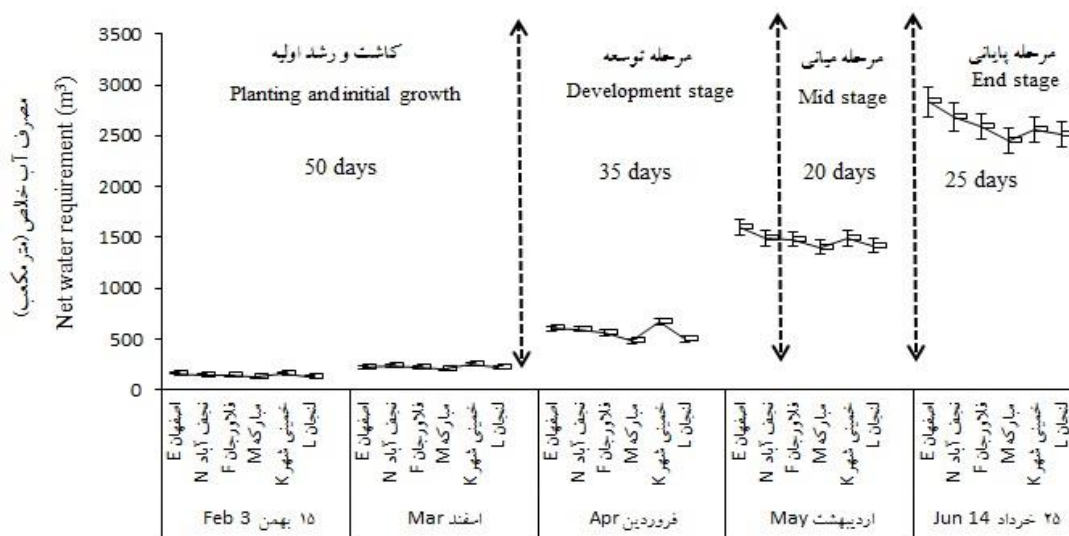 مصرف آب خالص (متر مکعب)
Net water requirement (m³)
3500
3000
2500
2000
1500
1000
500
0
کاشت و رشد اولیه
Planting and initial growth
50 days
مرحله توسعه
Development stage
35 days
مرحله میانی
Mid stage
20 days
مرحله پایانی
End stage
25 days
اصفهان E
نجف آباد N
فلاورجان F
مبارکه M
خمینی شهر K
لنجان L
اصفهان E
نجف آباد N
فلاورجان F
مبارکه M
خمینی شهر K
لنجان L
اصفهان E
نجف آباد N
فلاورجان F
مبارکه M
خمینی شهر K
لنجان L
اصفهان E
نجف آباد N
فلاورجان F
مبارکه M
خمینی شهر K
لنجان L
اصفهان E
نجف آباد N
فلاورجان F
مبارکه M
خمینی شهر K
لنجان L
۱۵ بهمن Feb 3
اسفند Mar
فروردین Apr
اردیبهشت May
۲۵ خرداد Jun 14